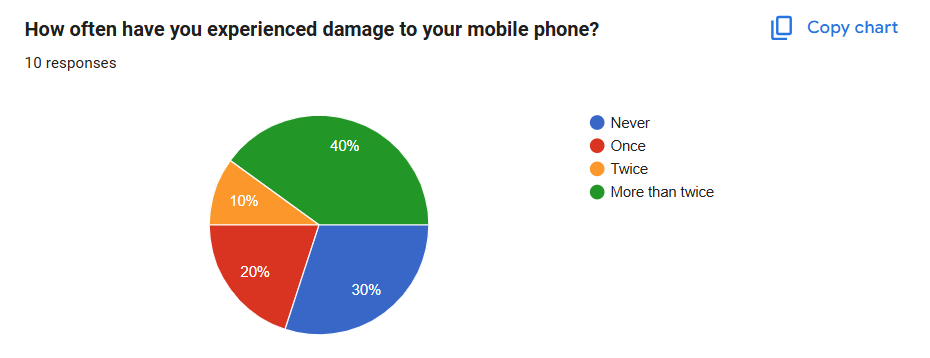 How often have you experienced damage to your mobile phone?
Copy chart
10 responses
Never
Once
Twice
More than twice
40%
10%
20%
30%